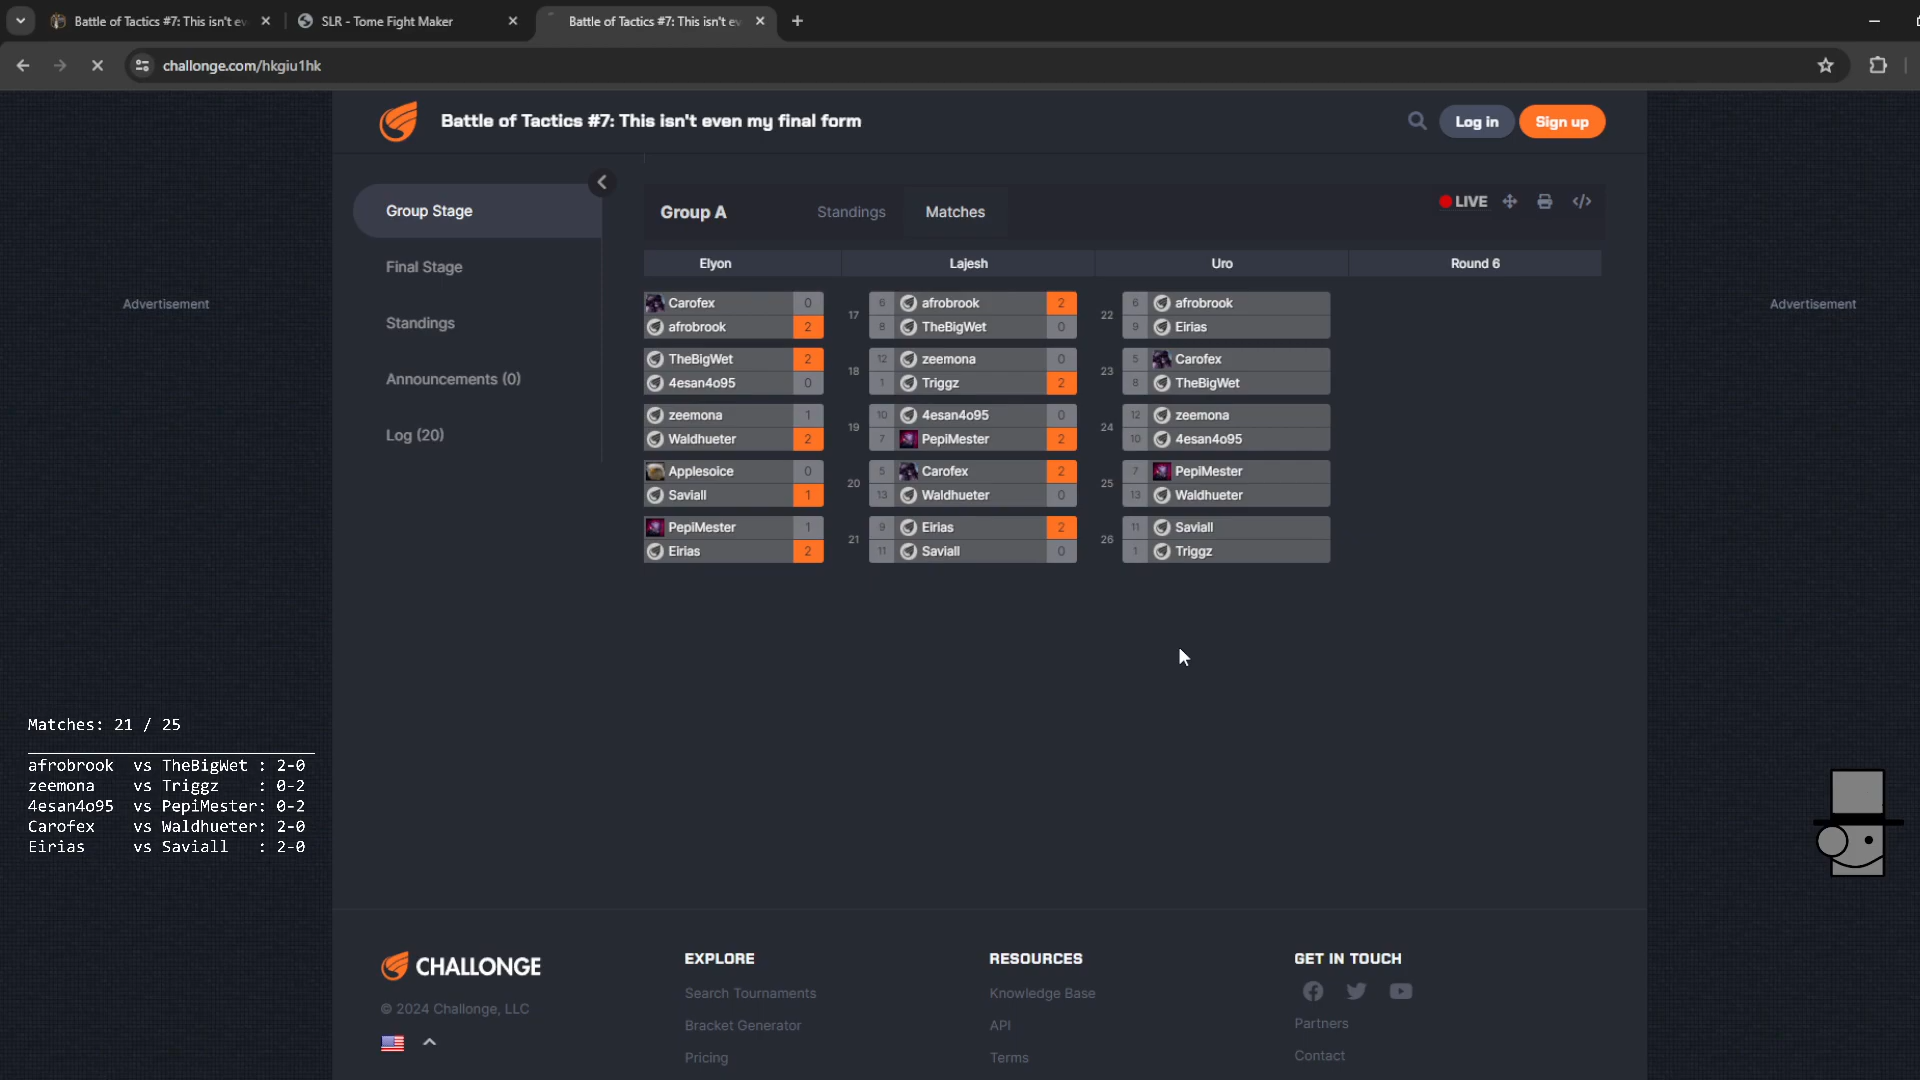 Battle of Tactics #7: This isn't ev
SLR - Tome Fight Maker
Battle of Tactics #7: This isn't ev
challonge.com/hkgiu1hk
Battle of Tactics #7: This isn't even my final form
Log in
Sign up
Group Stage
Final Stage
Standings
Announcements (0)
Log (20)
Advertisement
Advertisement
Group A
Standings
Matches
LIVE
Elyon
Lajesh
Uro
Round 6
Carofex 0
afrobrook 2
TheBigWet 2
4esan4o95 0
zeemona 1
Waldhueter 2
Applesoice 0
Saviall 1
PepiMester 1
Eirias 2
17
6 afrobrook 2
8 TheBigWet 0
18
12 zeemona 0
1 Triggz 2
19
10 4esan4o95 0
7 PepiMester 2
20
5 Carofex 2
13 Waldhueter 0
21
9 Eirias 2
11 Saviall 0
22
6 afrobrook
9 Eirias
23
5 Carofex
8 TheBigWet
24
12 zeemona
10 4esan4o95
25
7 PepiMester
13 Waldhueter
26
11 Saviall
1 Triggz
Matches: 21 / 25
afrobrook vs TheBigWet : 2-0
zeemona vs Triggz : 0-2
4esan4o95 vs PepiMester: 0-2
Carofex vs Waldhueter: 2-0
Eirias vs Saviall : 2-0
CHALLONGE
© 2024 Challonge, LLC
EXPLORE
Search Tournaments
Bracket Generator
Pricing
RESOURCES
Knowledge Base
API
Terms
GET IN TOUCH
Partners
Contact